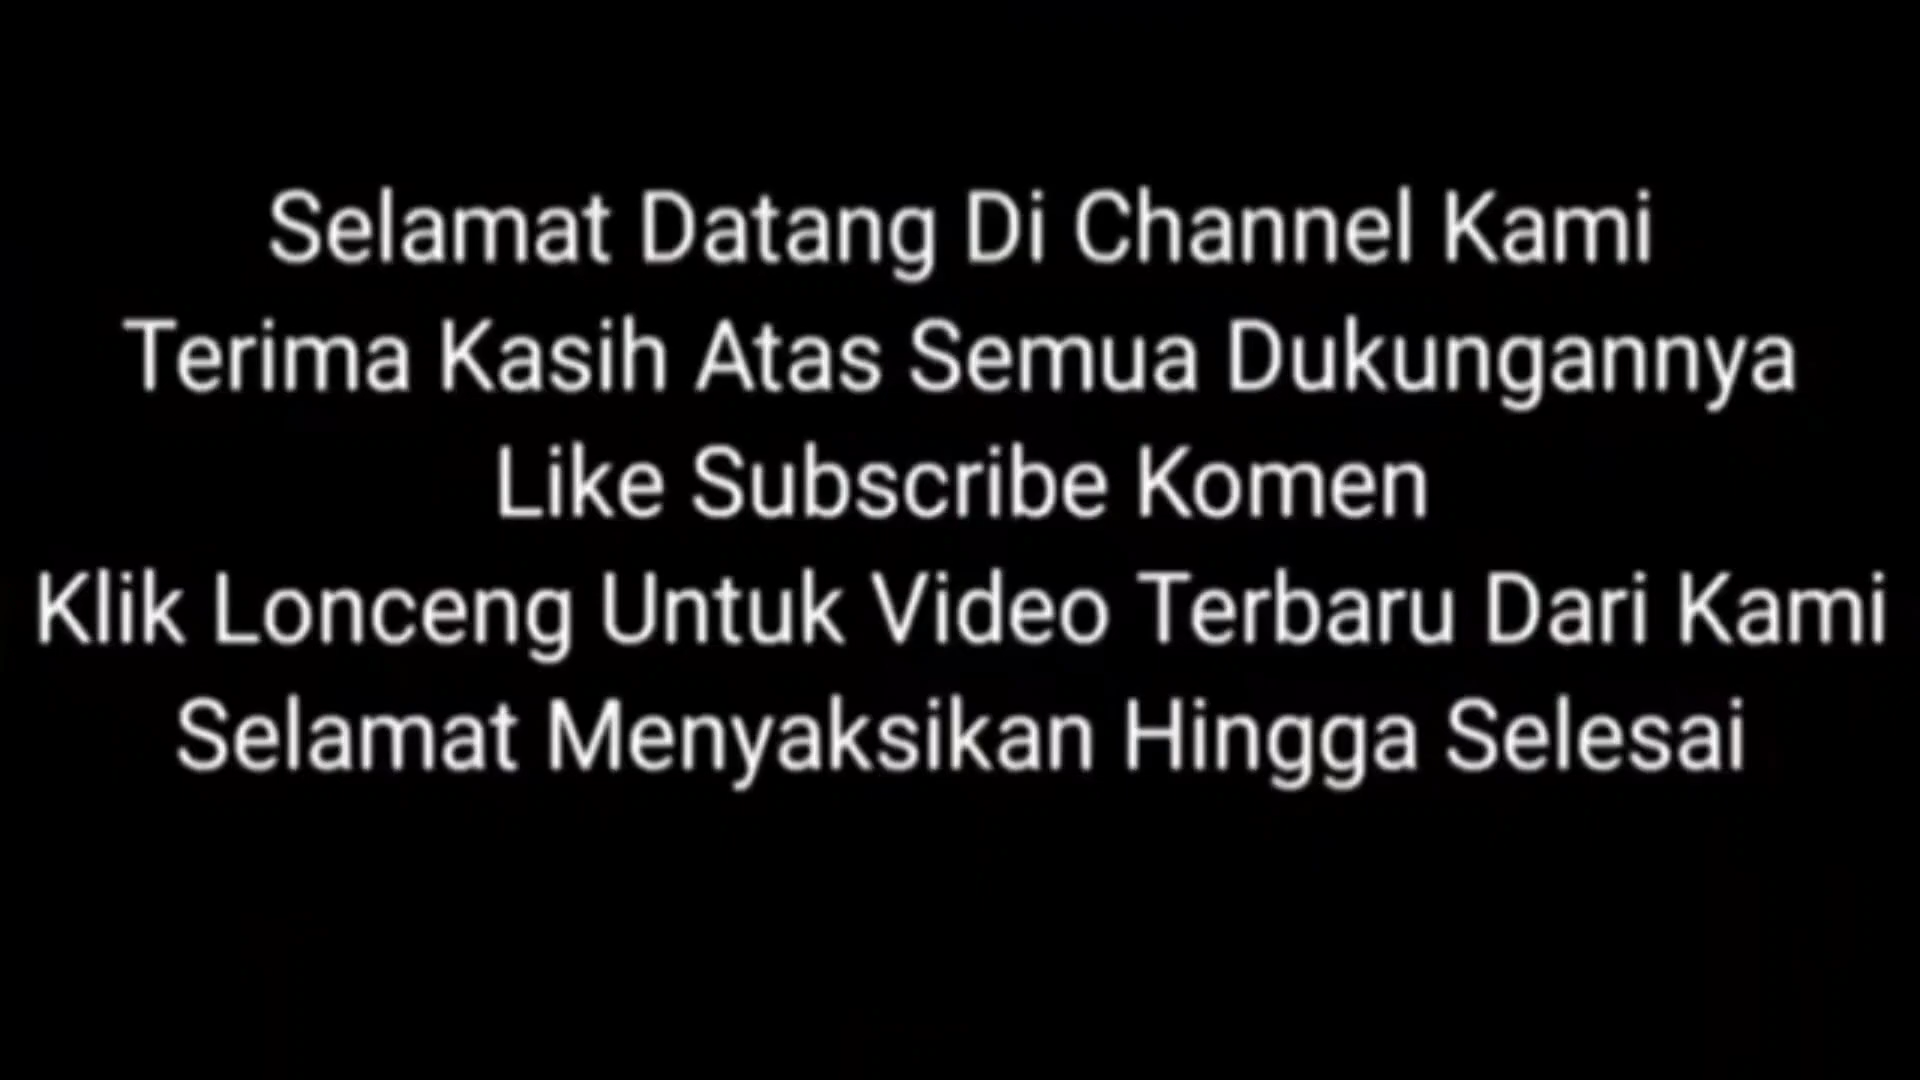 Selamat Datang Di Channel Kami
Terima Kasih Atas Semua Dukungannya
Like Subscribe Komen
Klik Lonceng Untuk Video Terbaru Dari Kami
Selamat Menyaksikan Hingga Selesai